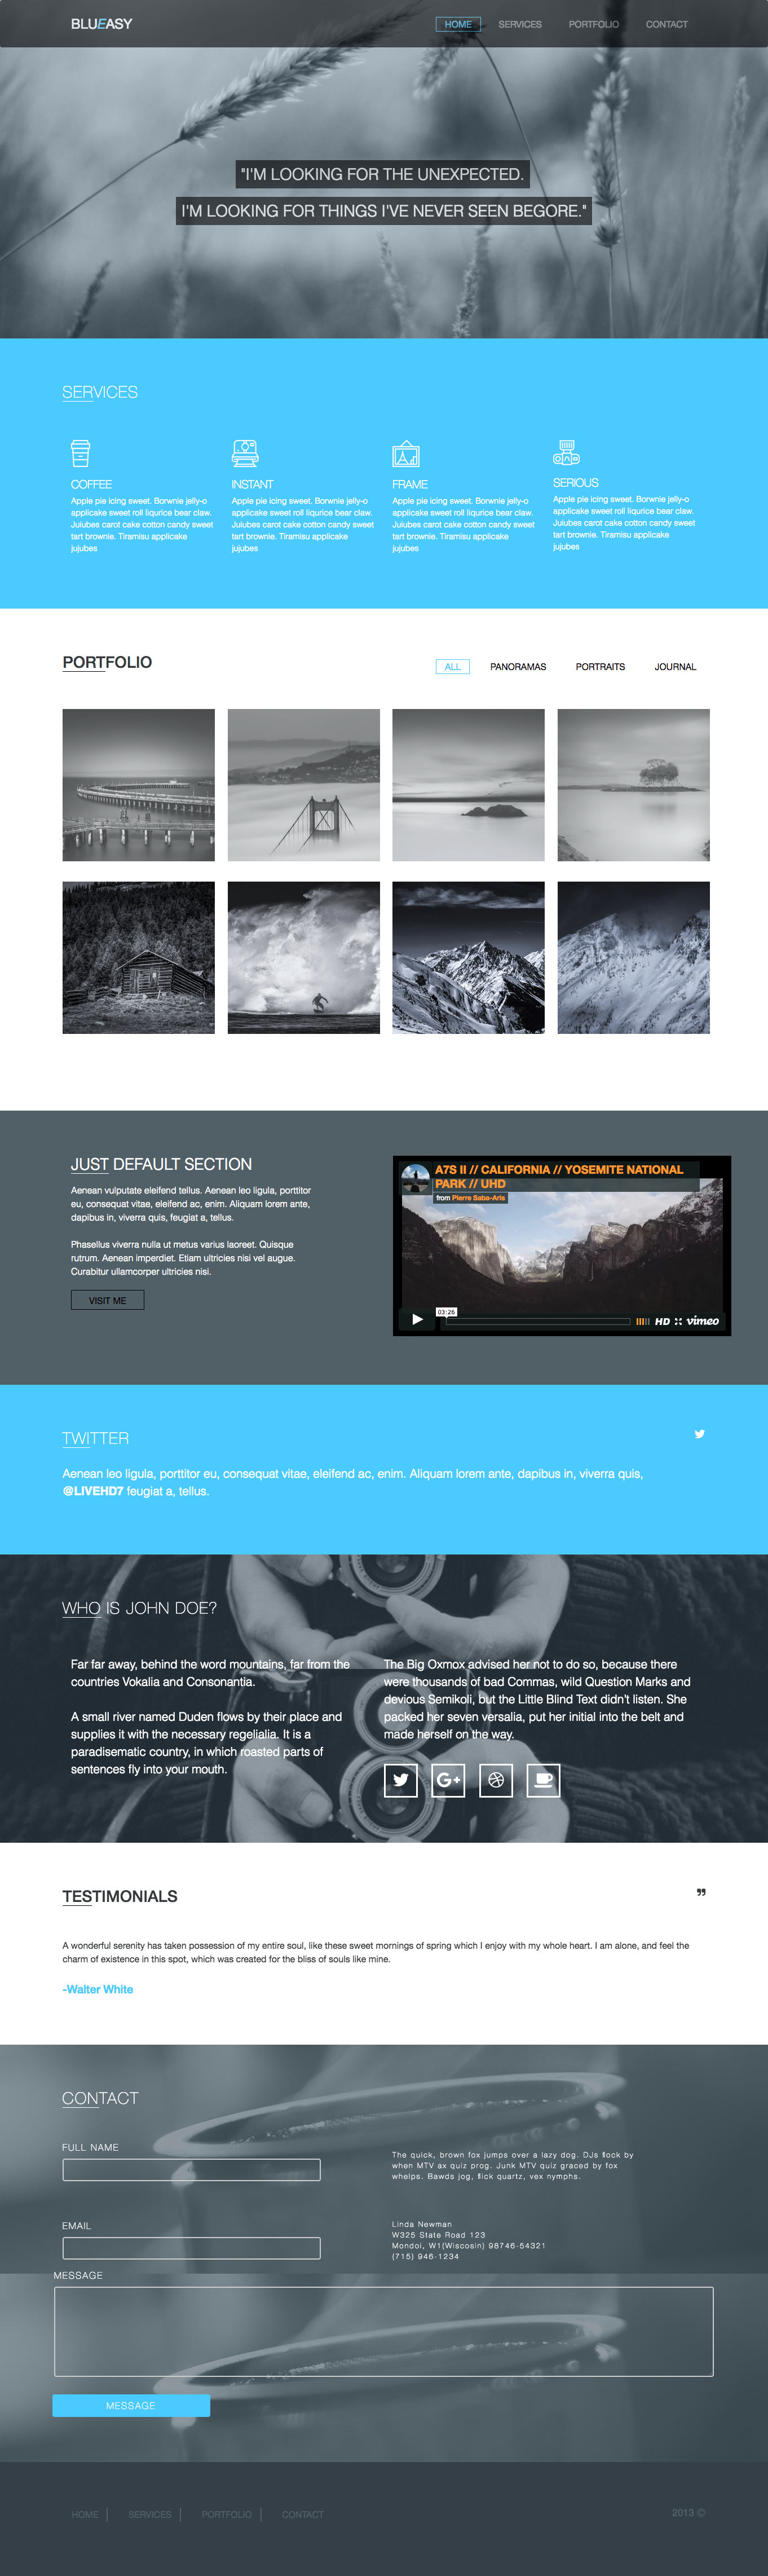 BLUEASY
HOME
SERVICES
PORTFOLIO
CONTACT
"I'M LOOKING FOR THE UNEXPECTED.
I'M LOOKING FOR THINGS I'VE NEVER SEEN BEGORE."
SERVICES
COFFEE
Apple pie icing sweet. Borwnie jelly-o
applicake sweet roll liqurice bear claw.
Juiubes carot cake cotton candy sweet
tart brownie. Tiramisu applicake
jujubes
INSTANT
Apple pie icing sweet. Borwnie jelly-o
applicake sweet roll liqurice bear claw.
Juiubes carot cake cotton candy sweet
tart brownie. Tiramisu applicake
jujubes
FRAME
Apple pie icing sweet. Borwnie jelly-o
applicake sweet roll liqurice bear claw.
Juiubes carot cake cotton candy sweet
tart brownie. Tiramisu applicake
jujubes
SERIOUS
Apple pie icing sweet. Borwnie jelly-o
applicake sweet roll liqurice bear claw.
Juiubes carot cake cotton candy sweet
tart brownie. Tiramisu applicake
jujubes
PORTFOLIO
ALL
PANORAMAS
PORTRAITS
JOURNAL
JUST DEFAULT SECTION
Aenean vulputate eleifend tellus. Aenean leo ligula, porttitor
eu, consequat vitae, eleifend ac, enim. Aliquam lorem ante,
dapibus in, viverra quis, feugiat a, tellus.
Phasellus viverra nulla ut metus varius laoreet. Quisque
rutrum. Aenean imperdiet. Etiam ultricies nisi vel augue.
Curabitur ullamcorper ultricies nisi.
VISIT ME
A7S II // CALIFORNIA // YOSEMITE NATIONAL
PARK // UHD
from Pierre Saba-Aris
03:26
HD
vimeo
TWITTER
Aenean leo ligula, porttitor eu, consequat vitae, eleifend ac, enim. Aliquam lorem ante, dapibus in, viverra quis,
@LIVEHD7 feugiat a, tellus.
WHO IS JOHN DOE?
Far far away, behind the word mountains, far from the
countries Vokalia and Consonantia.
A small river named Duden flows by their place and
supplies it with the necessary regelialia. It is a
paradisematic country, in which roasted parts of
sentences fly into your mouth.
The Big Oxmox advised her not to do so, because there
were thousands of bad Commas, wild Question Marks and
devious Semikoli, but the Little Blind Text didn't listen. She
packed her seven versalia, put her initial into the belt and
made herself on the way.
G+
TESTIMONIALS
A wonderful serenity has taken possession of my entire soul, like these sweet mornings of spring which I enjoy with my whole heart. I am alone, and feel the
charm of existence in this spot, which was created for the bliss of souls like mine.
-Walter White
CONTACT
FULL NAME
The quick, brown fox jumps over a lazy dog. DJs flock by
when MTV ax quiz prog. Junk MTV quiz graced by fox
whelps. Bawds jog, flick quartz, vex nymphs.
EMAIL
Linda Newman
W325 State Road 123
Mondoi, W1(Wiscosin) 98746-54321
(715) 946-1234
MESSAGE
MESSAGE
HOME
SERVICES
PORTFOLIO
CONTACT
2013 ©